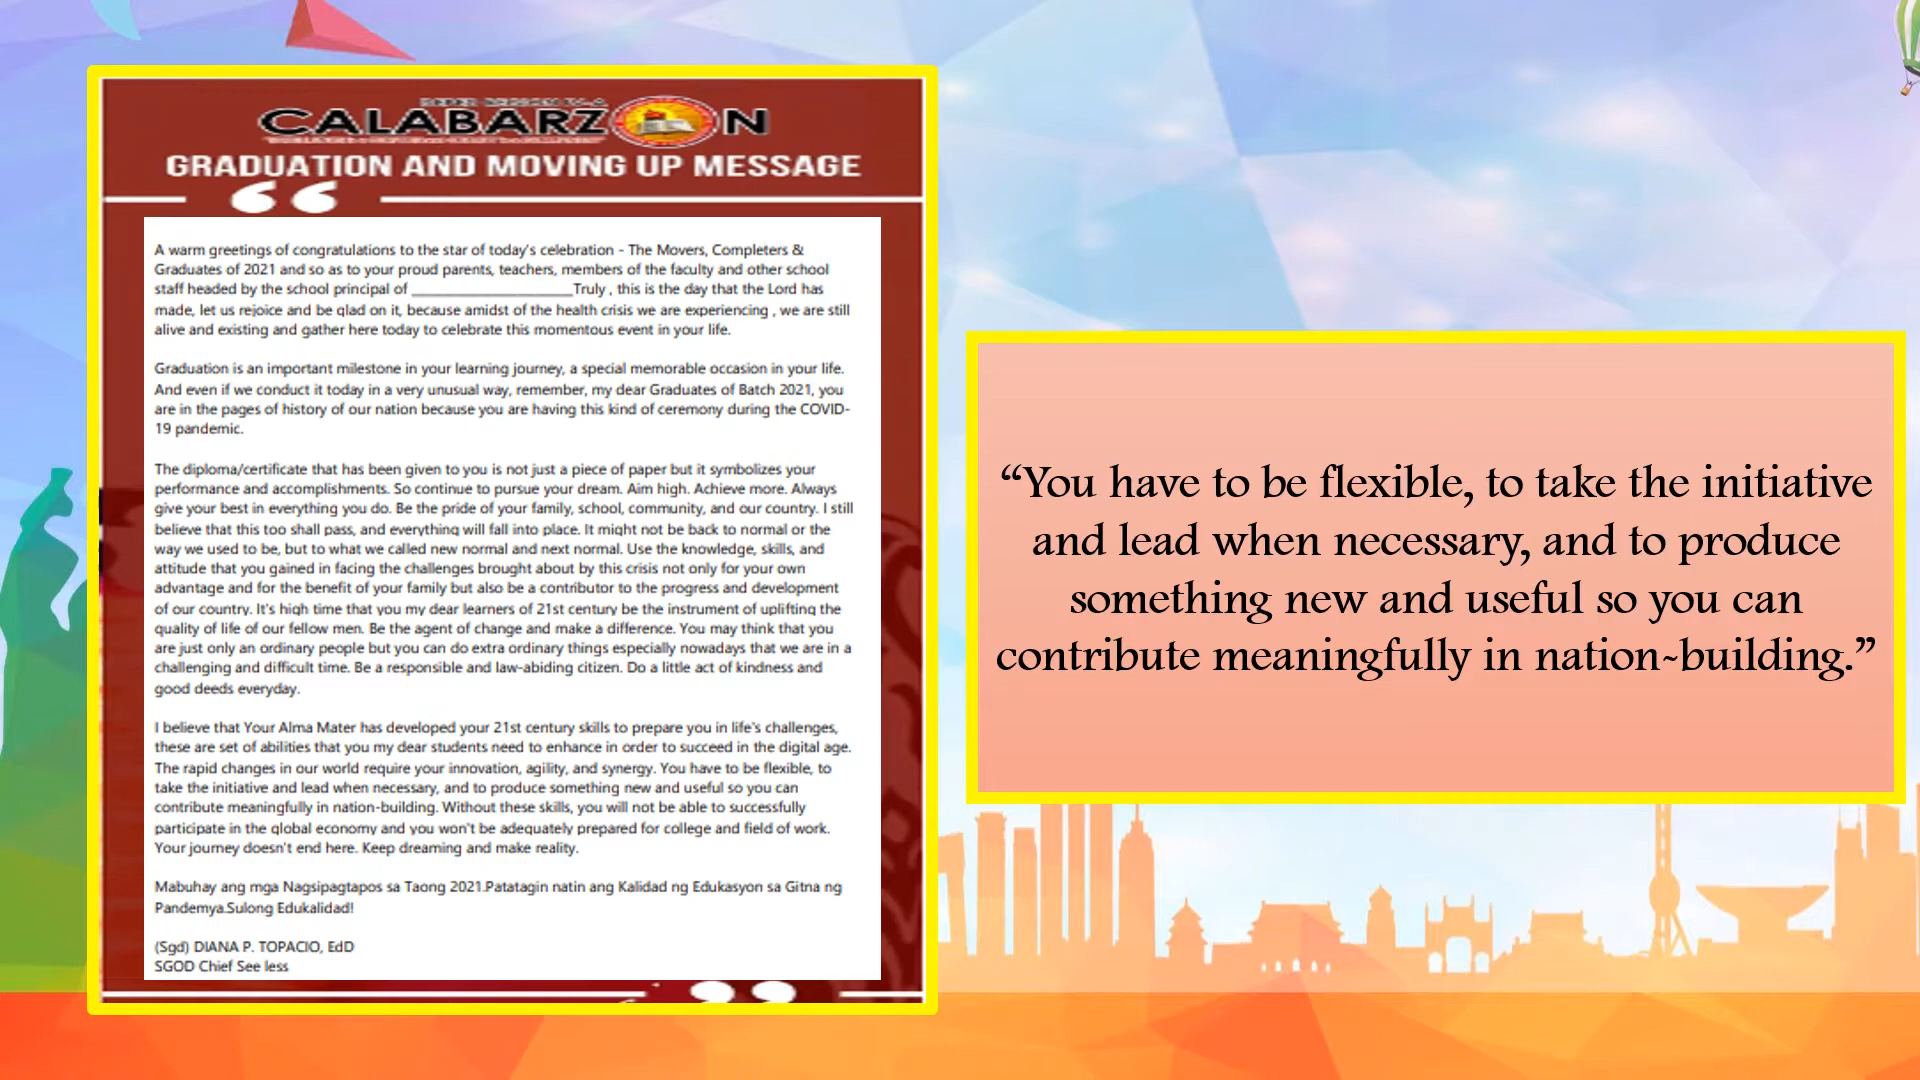 CALABARZON
GRADUATION AND MOVING UP MESSAGE
A warm greetings of congratulations to the star of today's celebration - The Movers, Completers &
Graduates of 2021 and so as to your proud parents, teachers, members of the faculty and other school
staff headed by the school principal of ____________________Truly , this is the day that the Lord has
made, let us rejoice and be glad on it, because amidst of the health crisis we are experiencing , we are still
alive and existing and gather here today to celebrate this momentous event in your life.
Graduation is an important milestone in your learning journey, a special memorable occasion in your life.
And even if we conduct it today in a very unusual way, remember, my dear Graduates of Batch 2021, you
are in the pages of history of our nation because you are having this kind of ceremony during the COVID-
19 pandemic.
The diploma/certificate that has been given to you is not just a piece of paper but it symbolizes your
performance and accomplishments. So continue to pursue your dream. Aim high. Achieve more. Always
give your best in everything you do. Be the pride of your family, school, community, and our country. I still
believe that this too shall pass, and everything will fall into place. It might not be back to normal or the
way we used to be, but to what we called new normal and next normal. Use the knowledge, skills, and
attitude that you gained in facing the challenges brought about by this crisis not only for your own
advantage and for the benefit of your family but also be a contributor to the progress and development
of our country. It's high time that you my dear learners of 21st century be the instrument of uplifting the
quality of life of our fellow men. Be the agent of change and make a difference. You may think that you
are just only an ordinary people but you can do extra ordinary things especially nowadays that we are in a
challenging and difficult time. Be a responsible and law-abiding citizen. Do a little act of kindness and
good deeds everyday.
I believe that Your Alma Mater has developed your 21st century skills to prepare you in life's challenges,
these are set of abilities that you my dear students need to enhance in order to succeed in the digital age.
The rapid changes in our world require your innovation, agility, and synergy. You have to be flexible, to
take the initiative and lead when necessary, and to produce something new and useful so you can
contribute meaningfully in nation-building. Without these skills, you will not be able to successfully
participate in the global economy and you won't be adequately prepared for college and field of work.
Your journey doesn't end here. Keep dreaming and make reality.
Mabuhay ang mga Nagsipagtapos sa Taong 2021.Patatagin natin ang Kalidad ng Edukasyon sa Gitna ng
Pandemya.Sulong Edukalidad!
(Sgd) DIANA P. TOPACIO, EdD
SGOD Chief See less
“You have to be flexible, to take the initiative
and lead when necessary, and to produce
something new and useful so you can
contribute meaningfully in nation-building.”